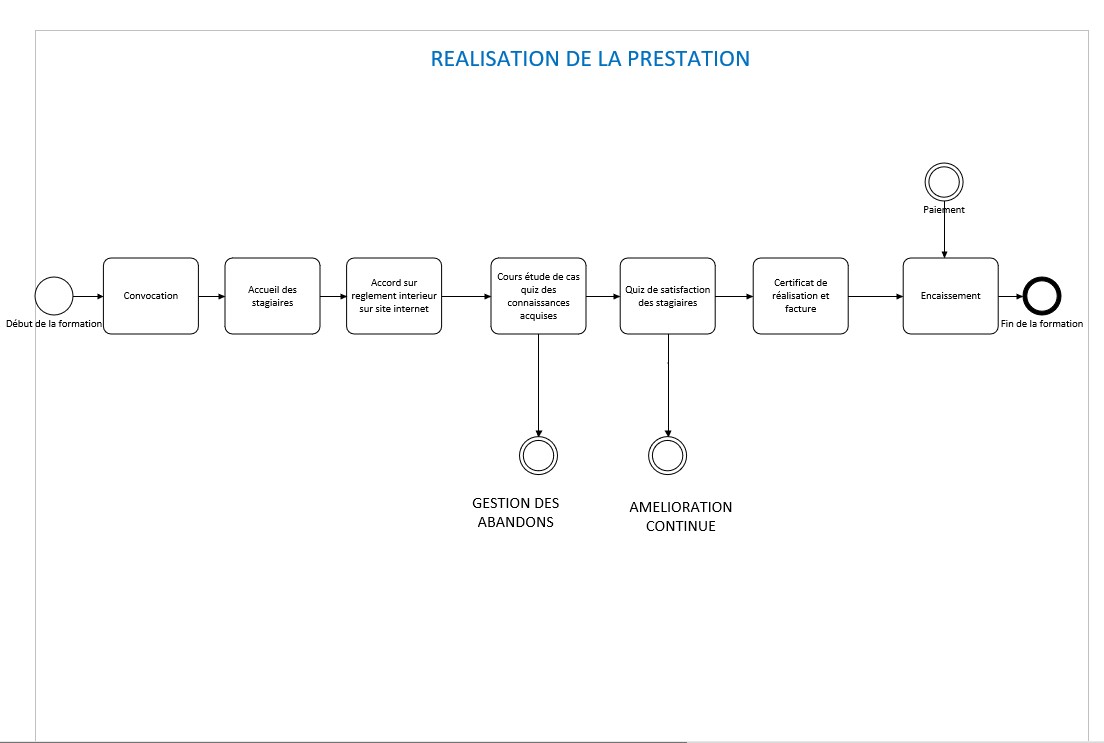 REALISATION DE LA PRESTATION
Paiement
Début de la formation
Convocation
Accueil des
stagiaires
Accord sur
reglement interieur
sur site internet
Cours étude de cas
quiz des
connaissances
acquises
Quiz de satisfaction
des stagiaires
Certificat de
réalisation et
facture
Encaissement
Fin de la formation
GESTION DES
ABANDONS
AMELIORATION
CONTINUE